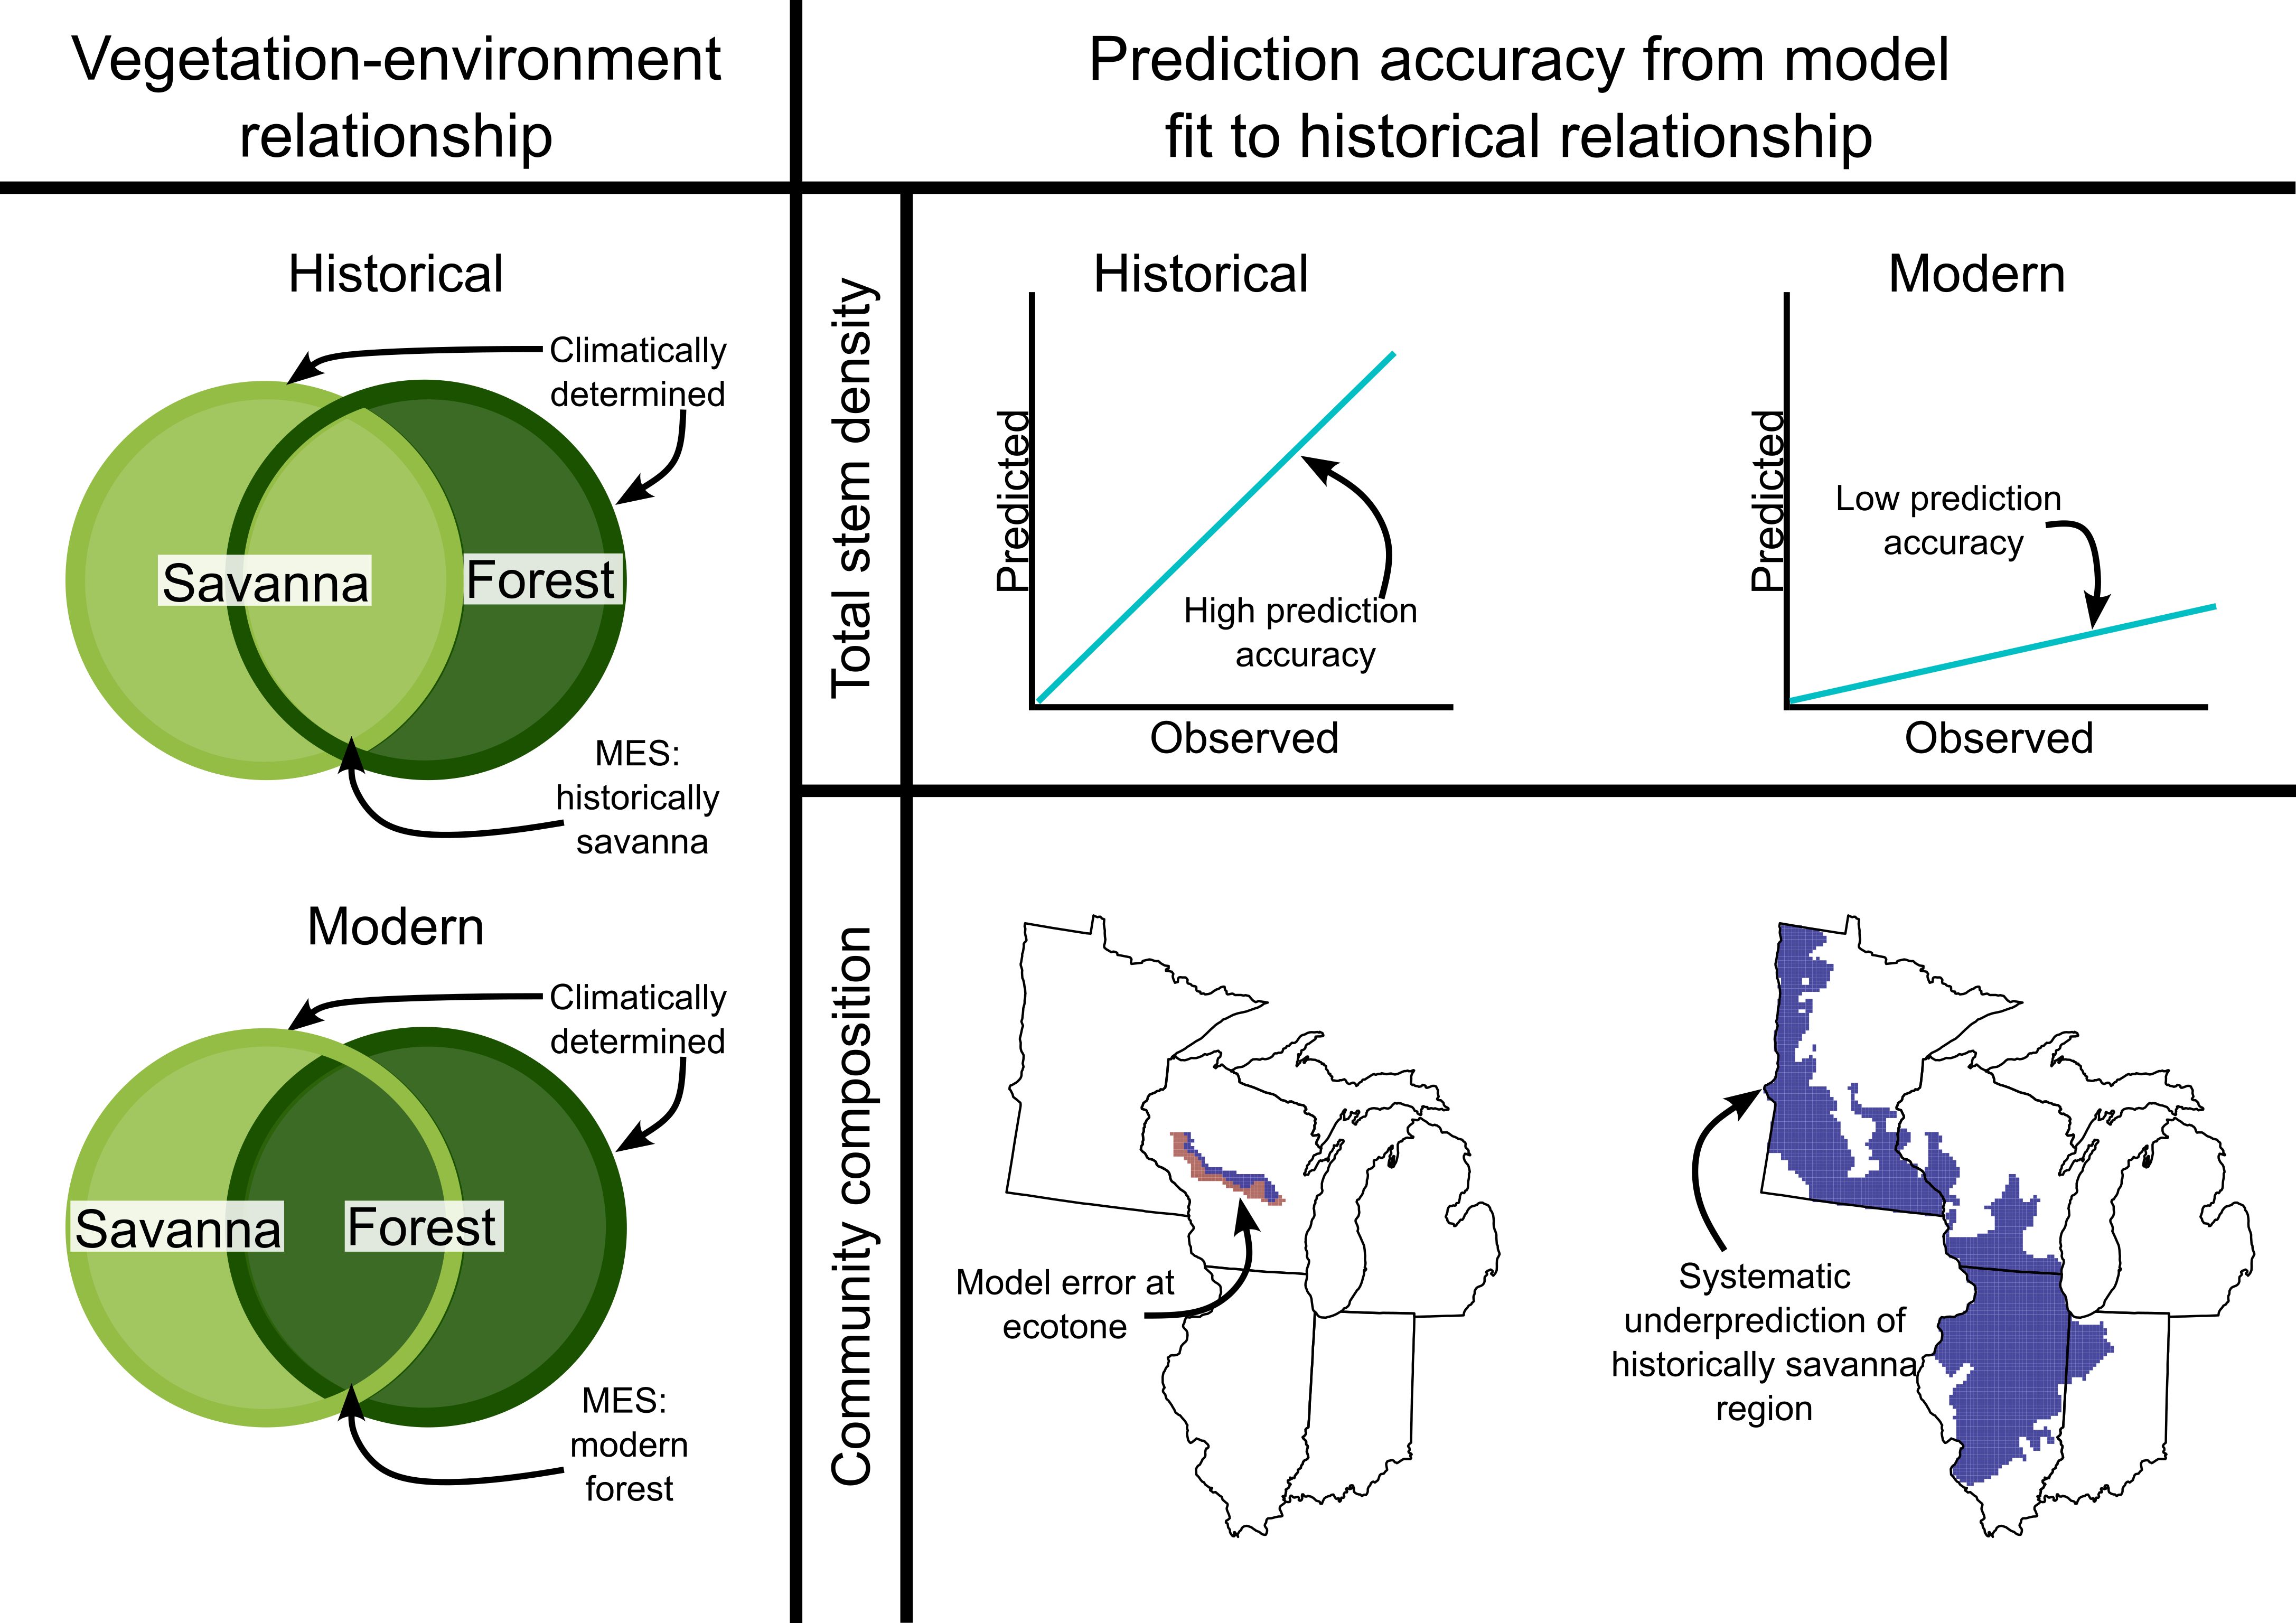 Vegetation-environment
relationship
Prediction accuracy from model
fit to historical relationship
Historical
Climatically
determined
Savanna
Forest
MES:
historically
savanna
Modern
Climatically
determined
Savanna
Forest
MES:
modern
forest
Total stem density
Historical
Predicted
High prediction
accuracy
Observed
Modern
Predicted
Low prediction
accuracy
Observed
Community composition
Model error at
ecotone
Systematic
underprediction of
historically savanna
region